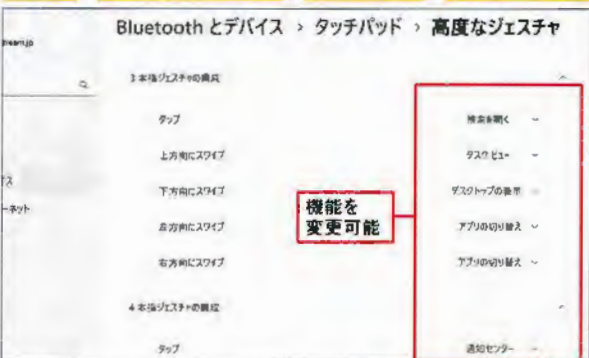 Bluetooth とデバイス › タッチパッド › 高度なジェスチャ
3 本指ジェスチャの構成
タップ
検索を開く
上方向にスワイプ
タスク ビュー
イス
下方向にスワイプ
デスクトップの表示
ーネット
機能を
変更可能
左方向にスワイプ
アプリの切り替え
右方向にスワイプ
アプリの切り替え
4 本指ジェスチャの構成
タップ
通知センター